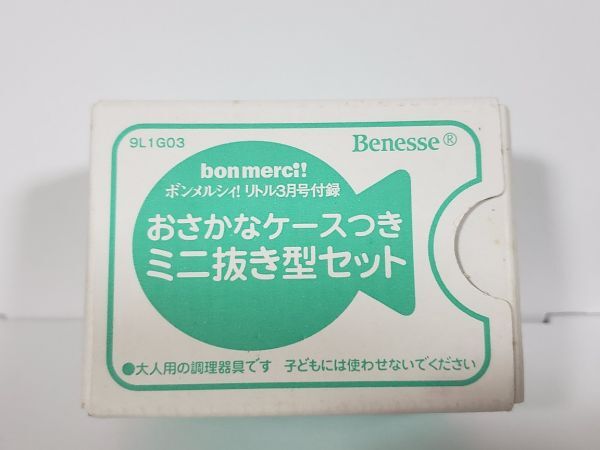 9L1G03
Benesse®
bonmerci!
ボンメルシィ!リトル3月号付録
おさかなケースつき
ミニ抜き型セット
●大人用の調理器具です 子どもには使わせないでください